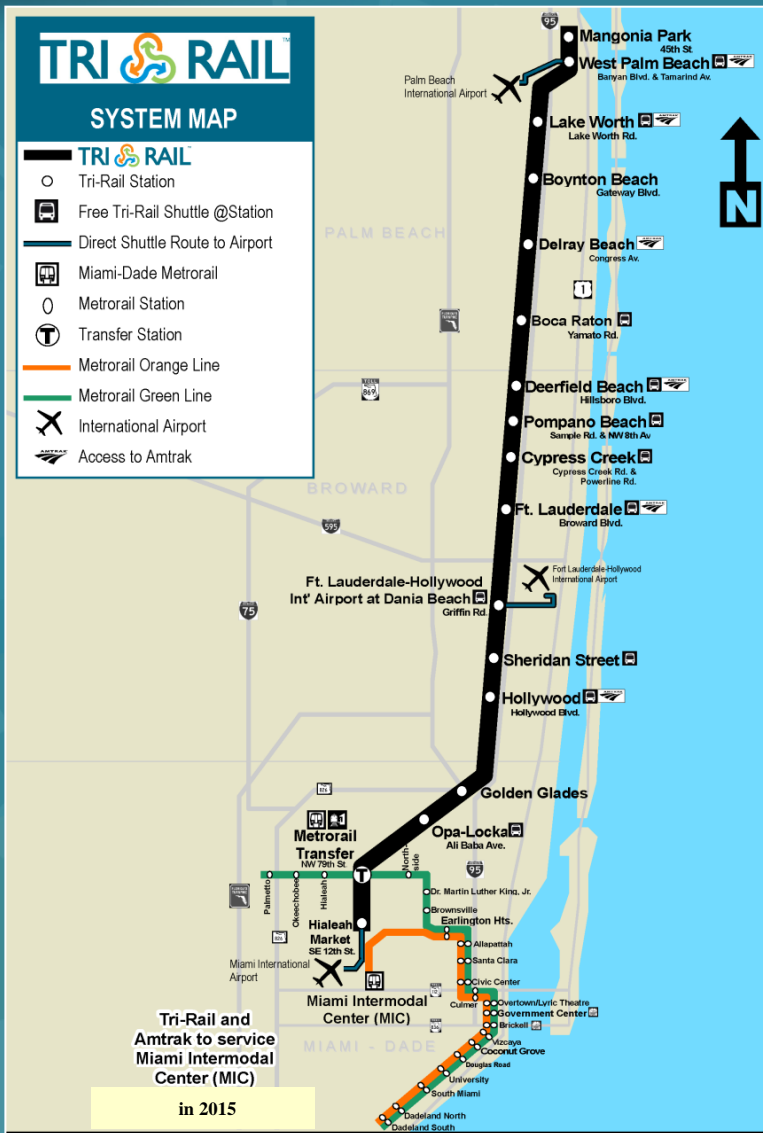 TRI RAIL™
SYSTEM MAP
TRI RAIL™
Tri-Rail Station
Free Tri-Rail Shuttle @Station
Direct Shuttle Route to Airport
Miami-Dade Metrorail
Metrorail Station
T
Transfer Station
Metrorail Orange Line
Metrorail Green Line
International Airport
AMTRAK
Access to Amtrak
95
Mangonia Park
45th St.
West Palm Beach
Banyan Blvd. & Tamarind Av.
Palm Beach
International Airport
Lake Worth
Lake Worth Rd.
N
Boynton Beach
Gateway Blvd.
PALM BEACH
Delray Beach
Congress Av.
1
Boca Raton
Yamato Rd.
TOLL
869
Deerfield Beach
Hillsboro Blvd.
Pompano Beach
Sample Rd. & NW 8th Av
Cypress Creek
Cypress Creek Rd. &
Powerline Rd.
BROWARD
Ft. Lauderdale
Broward Blvd.
595
Fort Lauderdale-Hollywood
International Airport
Ft. Lauderdale-Hollywood
Int' Airport at Dania Beach
Griffin Rd.
75
Sheridan Street
Hollywood
Hollywood Blvd.
826
Golden Glades
Opa-Locka
Ali Baba Ave.
Metrorail
Transfer
NW 79th St.
T
95
North-
side
Palmetto
Okeechobee
Hialeah
Dr. Martin Luther King, Jr.
Brownsville
Earlington Hts.
826
Hialeah
Market
SE 12th St.
Allapattah
Santa Clara
Miami International
Airport
Civic Center
Miami Intermodal
Center (MIC)
Culmer
Overtown/Lyric Theatre
Government Center
Brickell
Vizcaya
Coconut Grove
Douglas Road
University
South Miami
Dadeland North
Dadeland South
MIAMI - DADE
Tri-Rail and
Amtrak to service
Miami Intermodal
Center (MIC)
in 2015